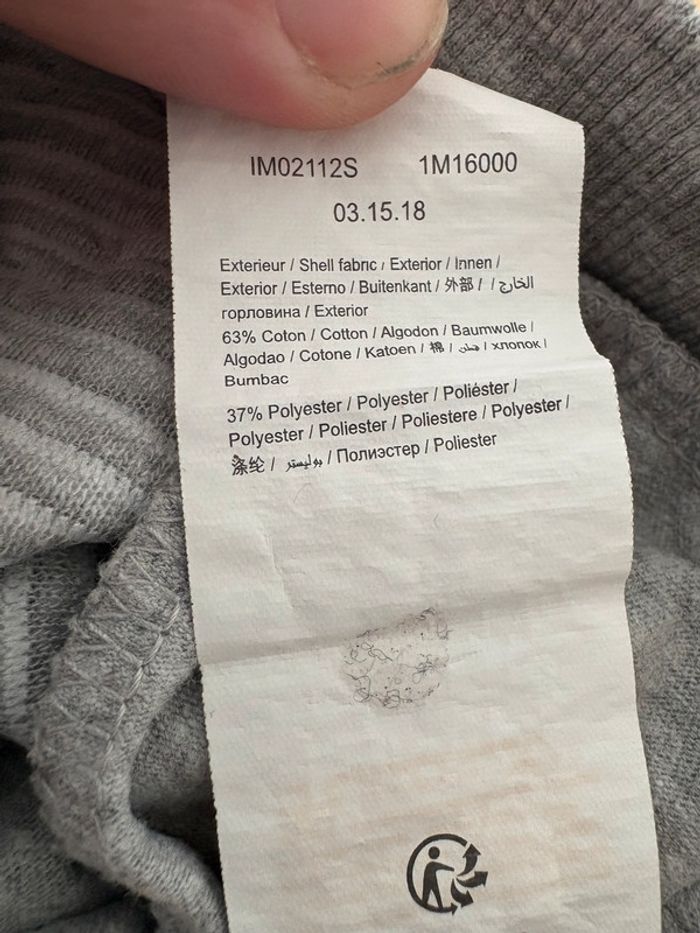 IM02112S 1M16000
03.15.18
Exterieur / Shell fabric / Exterior / Innen /
Exterior / Esterno / Buitenkant / 外部 / الخارج / /
горловина / Exterior
63% Coton / Cotton / Algodon / Baumwolle /
Algodao / Cotone / Katoen / 棉 / قطن / хлопок /
Bumbac
37% Polyester / Polyester / Poliéster /
Polyester / Poliester / Poliestere / Polyester /
涤纶 / بوليستر / Полиэстер / Poliester